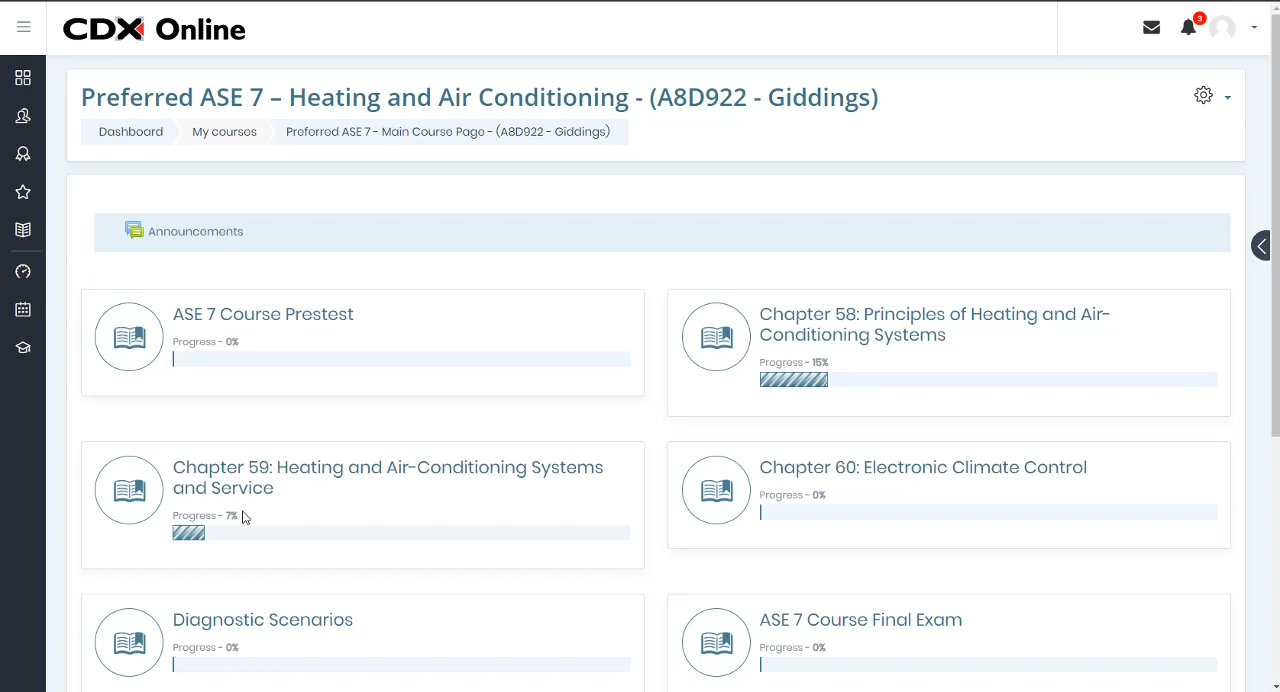 CDX Online
3
Preferred ASE 7 – Heating and Air Conditioning - (A8D922 - Giddings)
Dashboard
My courses
Preferred ASE 7 - Main Course Page - (A8D922 - Giddings)
Announcements
ASE 7 Course Prestest
Progress - 0%
Chapter 58: Principles of Heating and Air-
Conditioning Systems
Progress - 15%
Chapter 59: Heating and Air-Conditioning Systems
and Service
Progress - 7%
Chapter 60: Electronic Climate Control
Progress - 0%
Diagnostic Scenarios
Progress - 0%
ASE 7 Course Final Exam
Progress - 0%